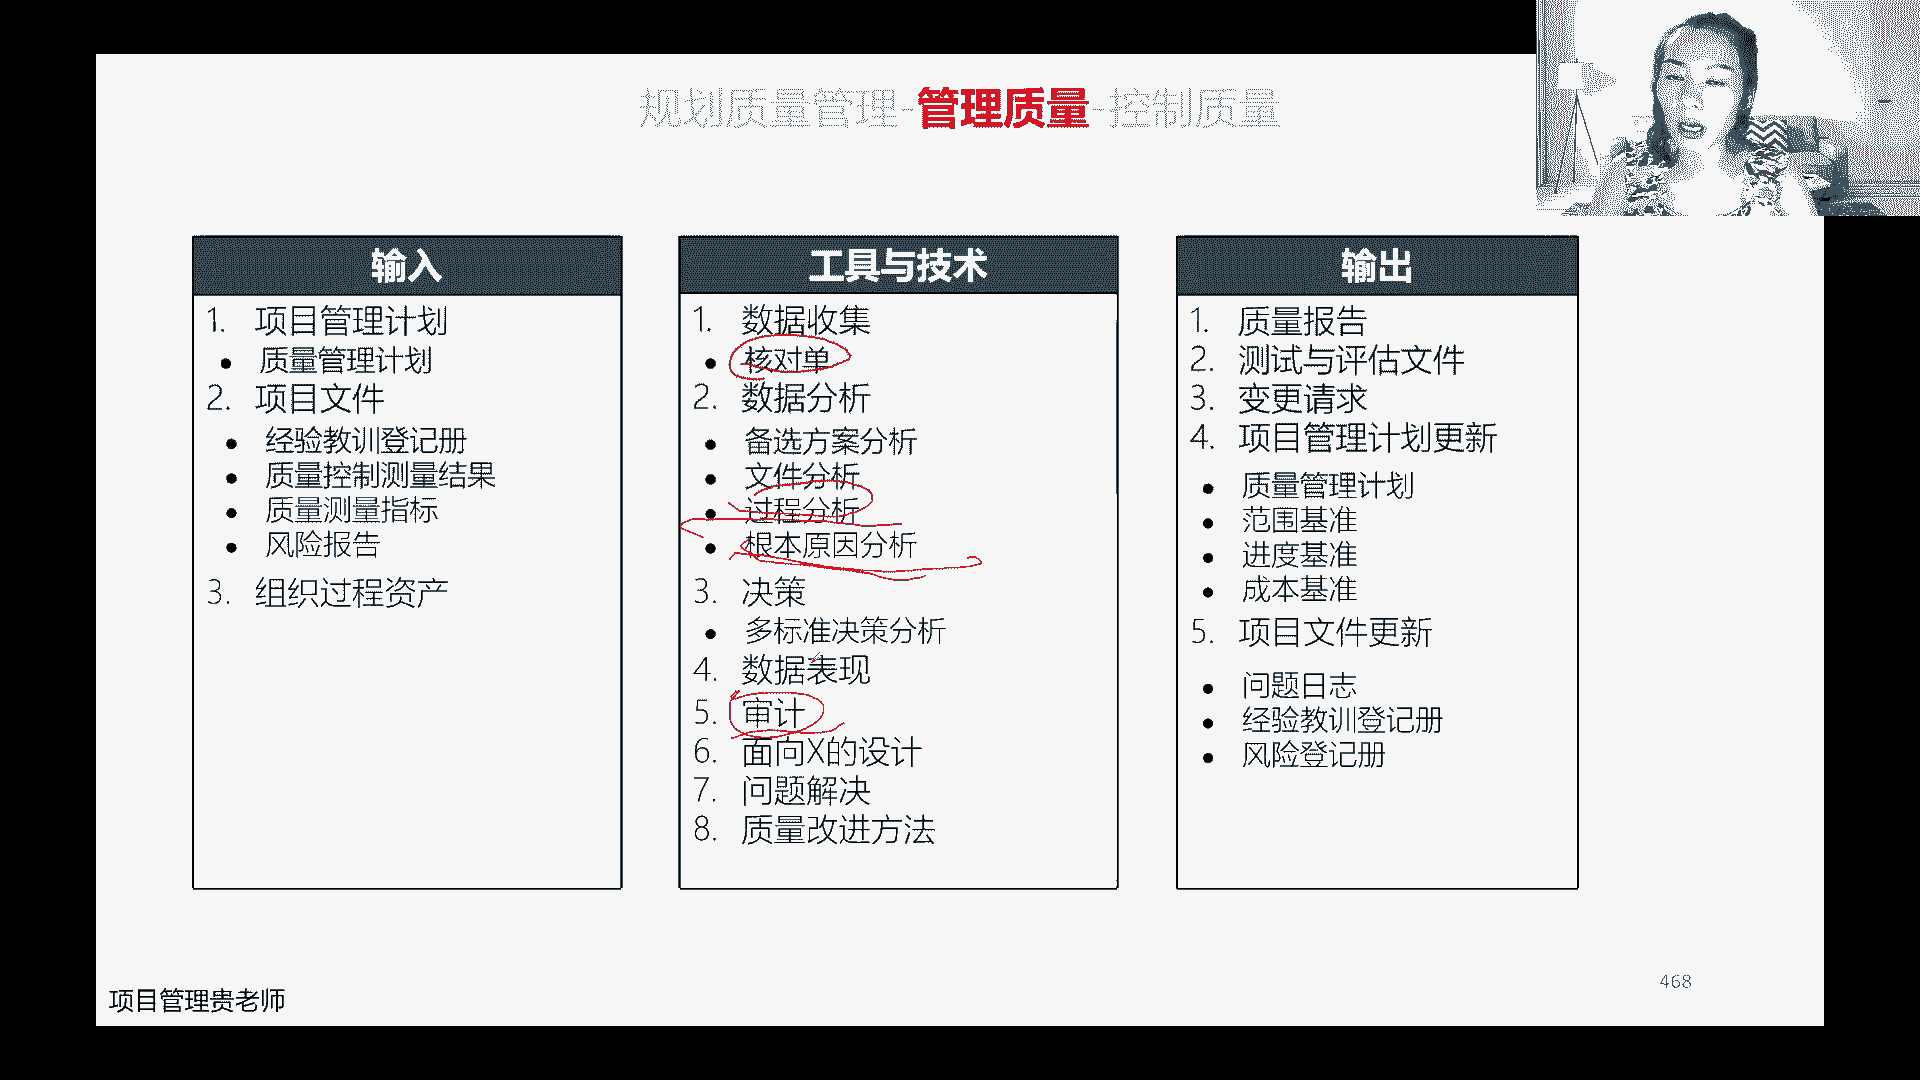 规划质量管理-管理质量-控制质量
输入
1. 项目管理计划
● 质量管理计划
2. 项目文件
● 经验教训登记册
● 质量控制测量结果
● 质量测量指标
● 风险报告
3. 组织过程资产
工具与技术
1. 数据收集
● 核对单
2. 数据分析
● 备选方案分析
● 文件分析
● 过程分析
● 根本原因分析
3. 决策
● 多标准决策分析
4. 数据表现
5. 审计
6. 面向X的设计
7. 问题解决
8. 质量改进方法
输出
1. 质量报告
2. 测试与评估文件
3. 变更请求
4. 项目管理计划更新
● 质量管理计划
● 范围基准
● 进度基准
● 成本基准
5. 项目文件更新
● 问题日志
● 经验教训登记册
● 风险登记册
468
项目管理贵老师